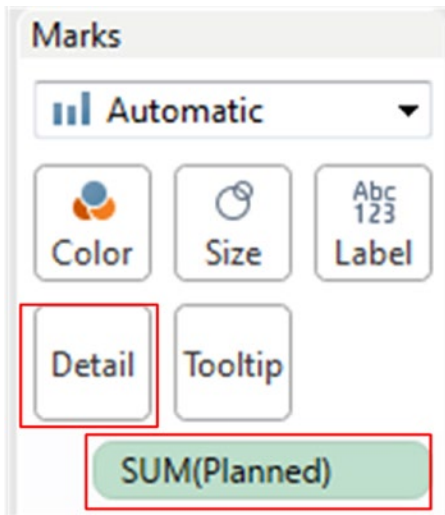 Marks
Automatic
Color
Size
Abc
123
Label
Detail
Tooltip
SUM(Planned)